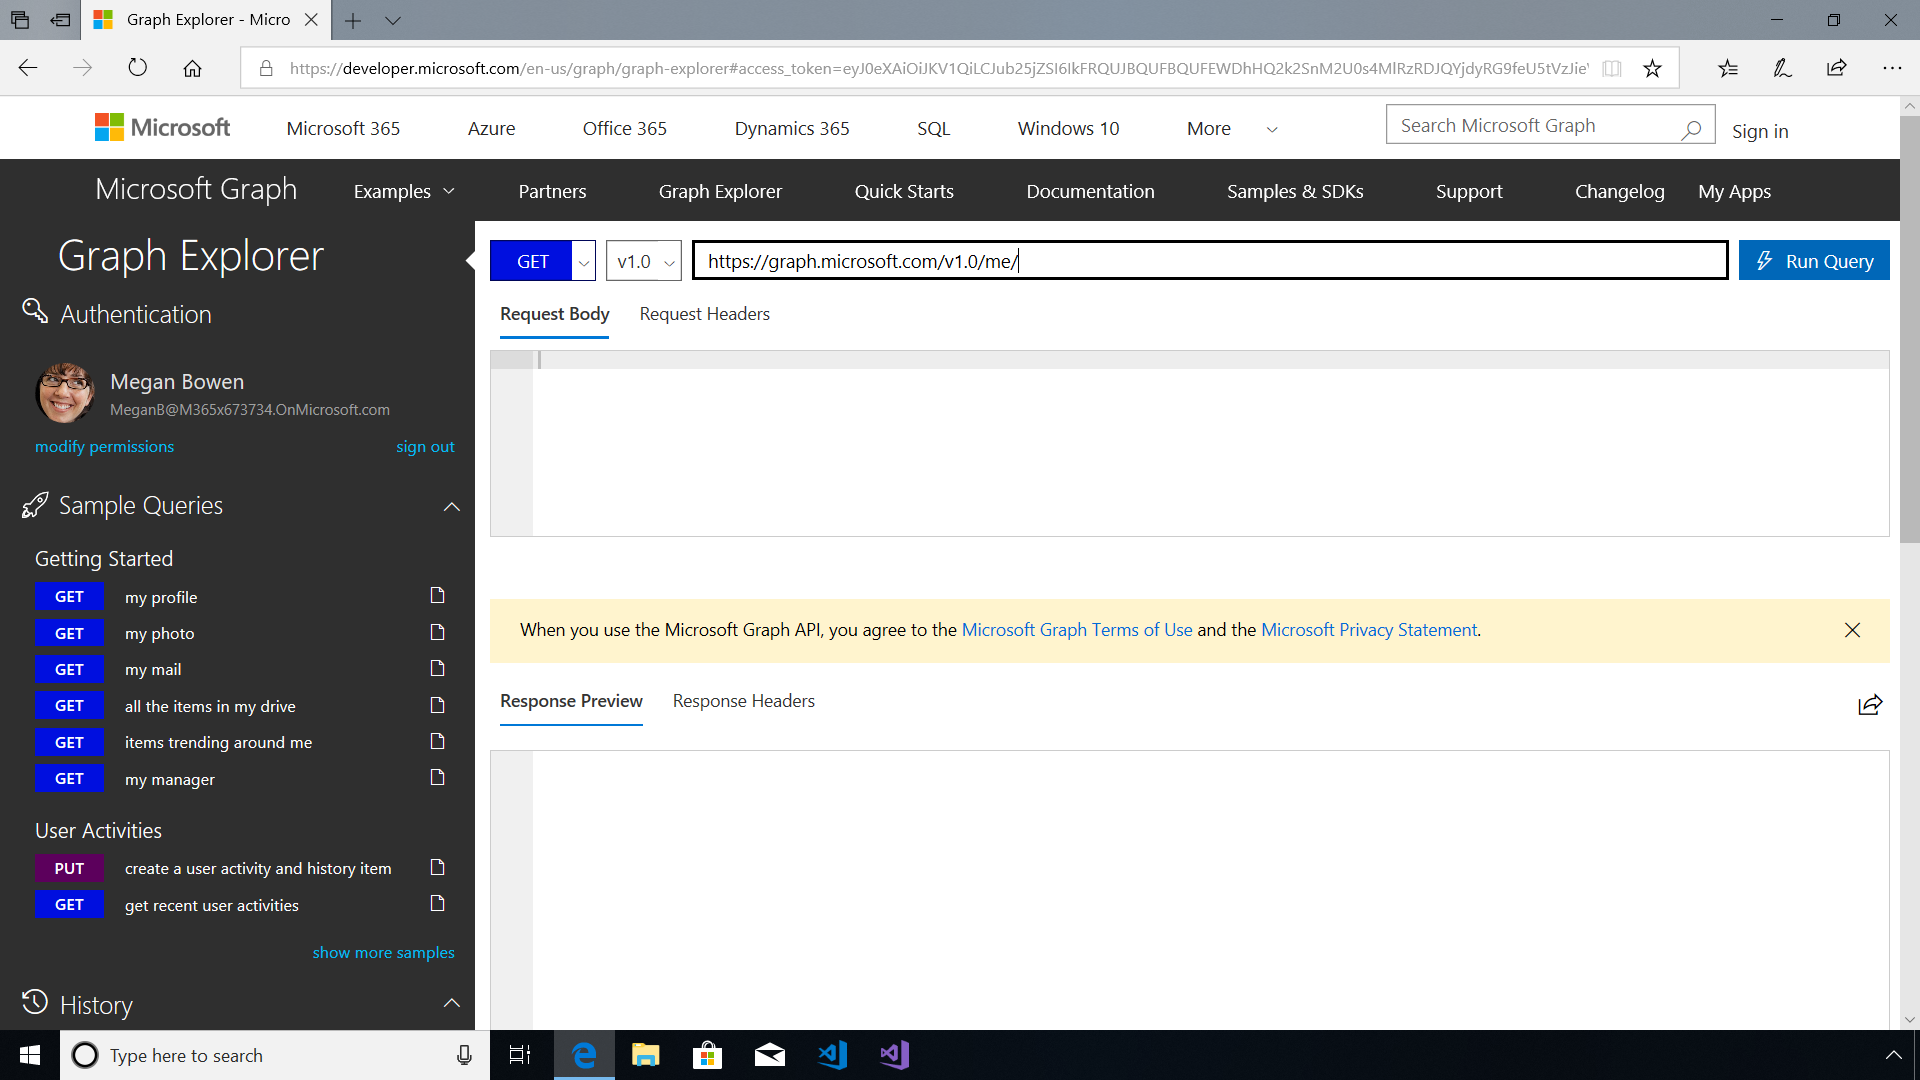 Graph Explorer - Micro
https://developer.microsoft.com/en-us/graph/graph-explorer#access_token=
Microsoft
Microsoft 365
Azure
Office 365
Dynamics 365
SQL
Windows 10
More
Search Microsoft Graph
Sign in
Microsoft Graph
Examples
Partners
Graph Explorer
Quick Starts
Documentation
Samples & SDKs
Support
Changelog
My Apps
Graph Explorer
Authentication
Megan Bowen
MeganB@M365x673734.OnMicrosoft.com
modify permissions
sign out
Sample Queries
Getting Started
GET my profile
GET my photo
GET my mail
GET all the items in my drive
GET items trending around me
GET my manager
User Activities
PUT create a user activity and history item
GET get recent user activities
show more samples
History
GET
v1.0
https://graph.microsoft.com/v1.0/me/
Run Query
Request Body
Request Headers
When you use the Microsoft Graph API, you agree to the Microsoft Graph Terms of Use and the Microsoft Privacy Statement.
Response Preview
Response Headers
Type here to search